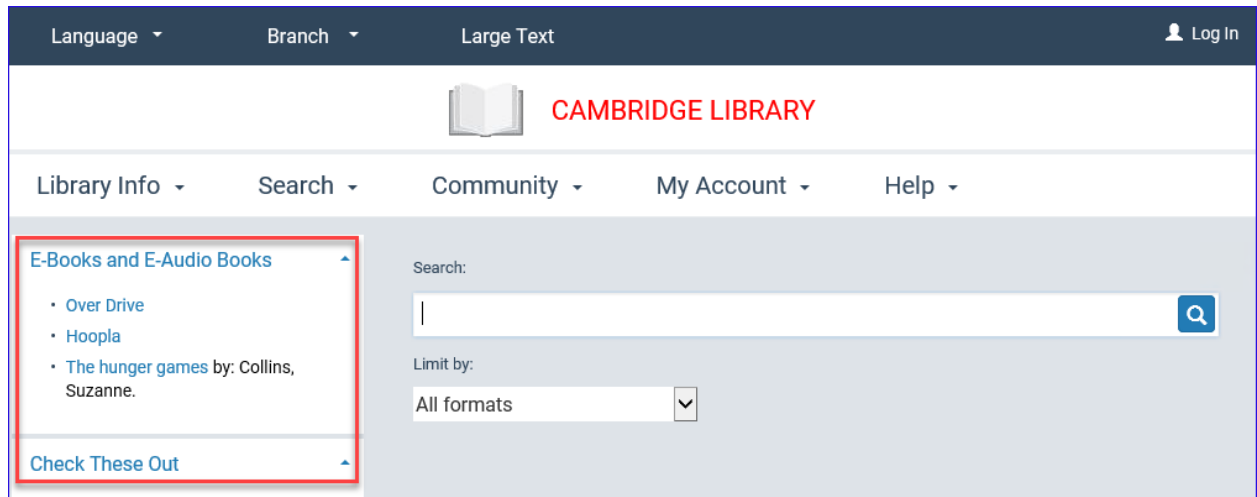 Language
Branch
Large Text
Log In
CAMBRIDGE LIBRARY
Library Info
Search
Community
My Account
Help
E-Books and E-Audio Books
• Over Drive
• Hoopla
• The hunger games by: Collins,
Suzanne.
Check These Out
Search:
Limit by:
All formats